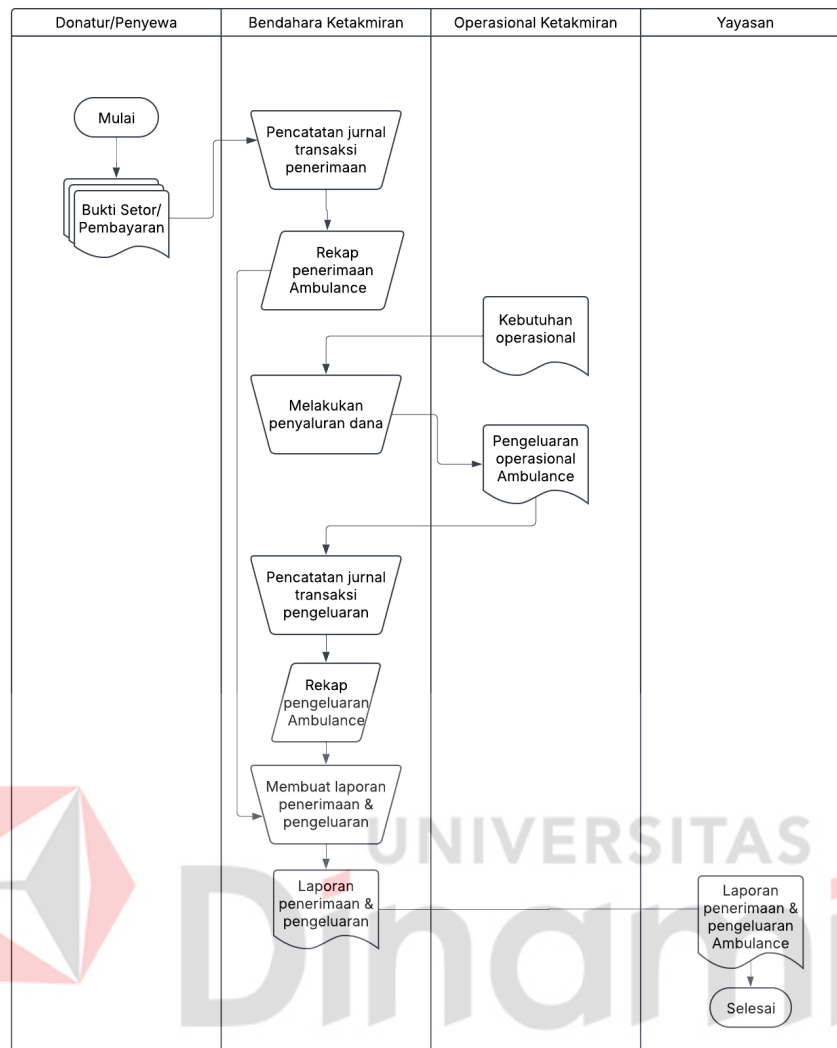 Donatur/Penyewa
Bendahara Ketakmiran
Operasional Ketakmiran
Yayasan
Mulai
Bukti Setor/
Pembayaran
Pencatatan jurnal
transaksi
penerimaan
Rekap
penerimaan
Ambulance
Kebutuhan
operasional
Melakukan
penyaluran dana
Pengeluaran
operasional
Ambulance
Pencatatan jurnal
transaksi
pengeluaran
Rekap
pengeluaran
Ambulance
Membuat laporan
penerimaan &
pengeluaran
Laporan
penerimaan &
pengeluaran
Laporan
penerimaan &
pengeluaran
Ambulance
Selesai
UNIVERSITAS
Dinami